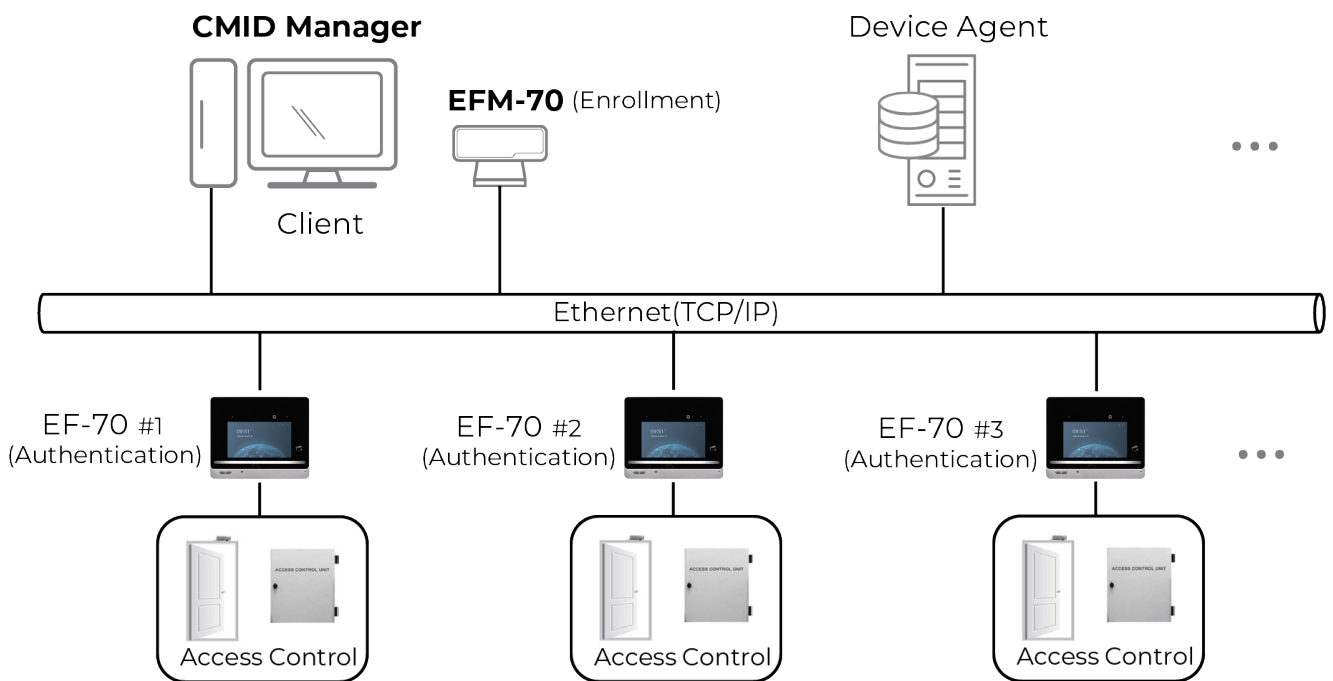 CMID Manager
Device Agent
EFM-70 (Enrollment)
Client
Ethernet(TCP/IP)
EF-70 #1
(Authentication)
EF-70 #2
(Authentication)
EF-70 #3
(Authentication)
ACCESS CONTROL UNIT
Access Control
ACCESS CONTROL UNIT
Access Control
ACCESS CONTROL UNIT
Access Control